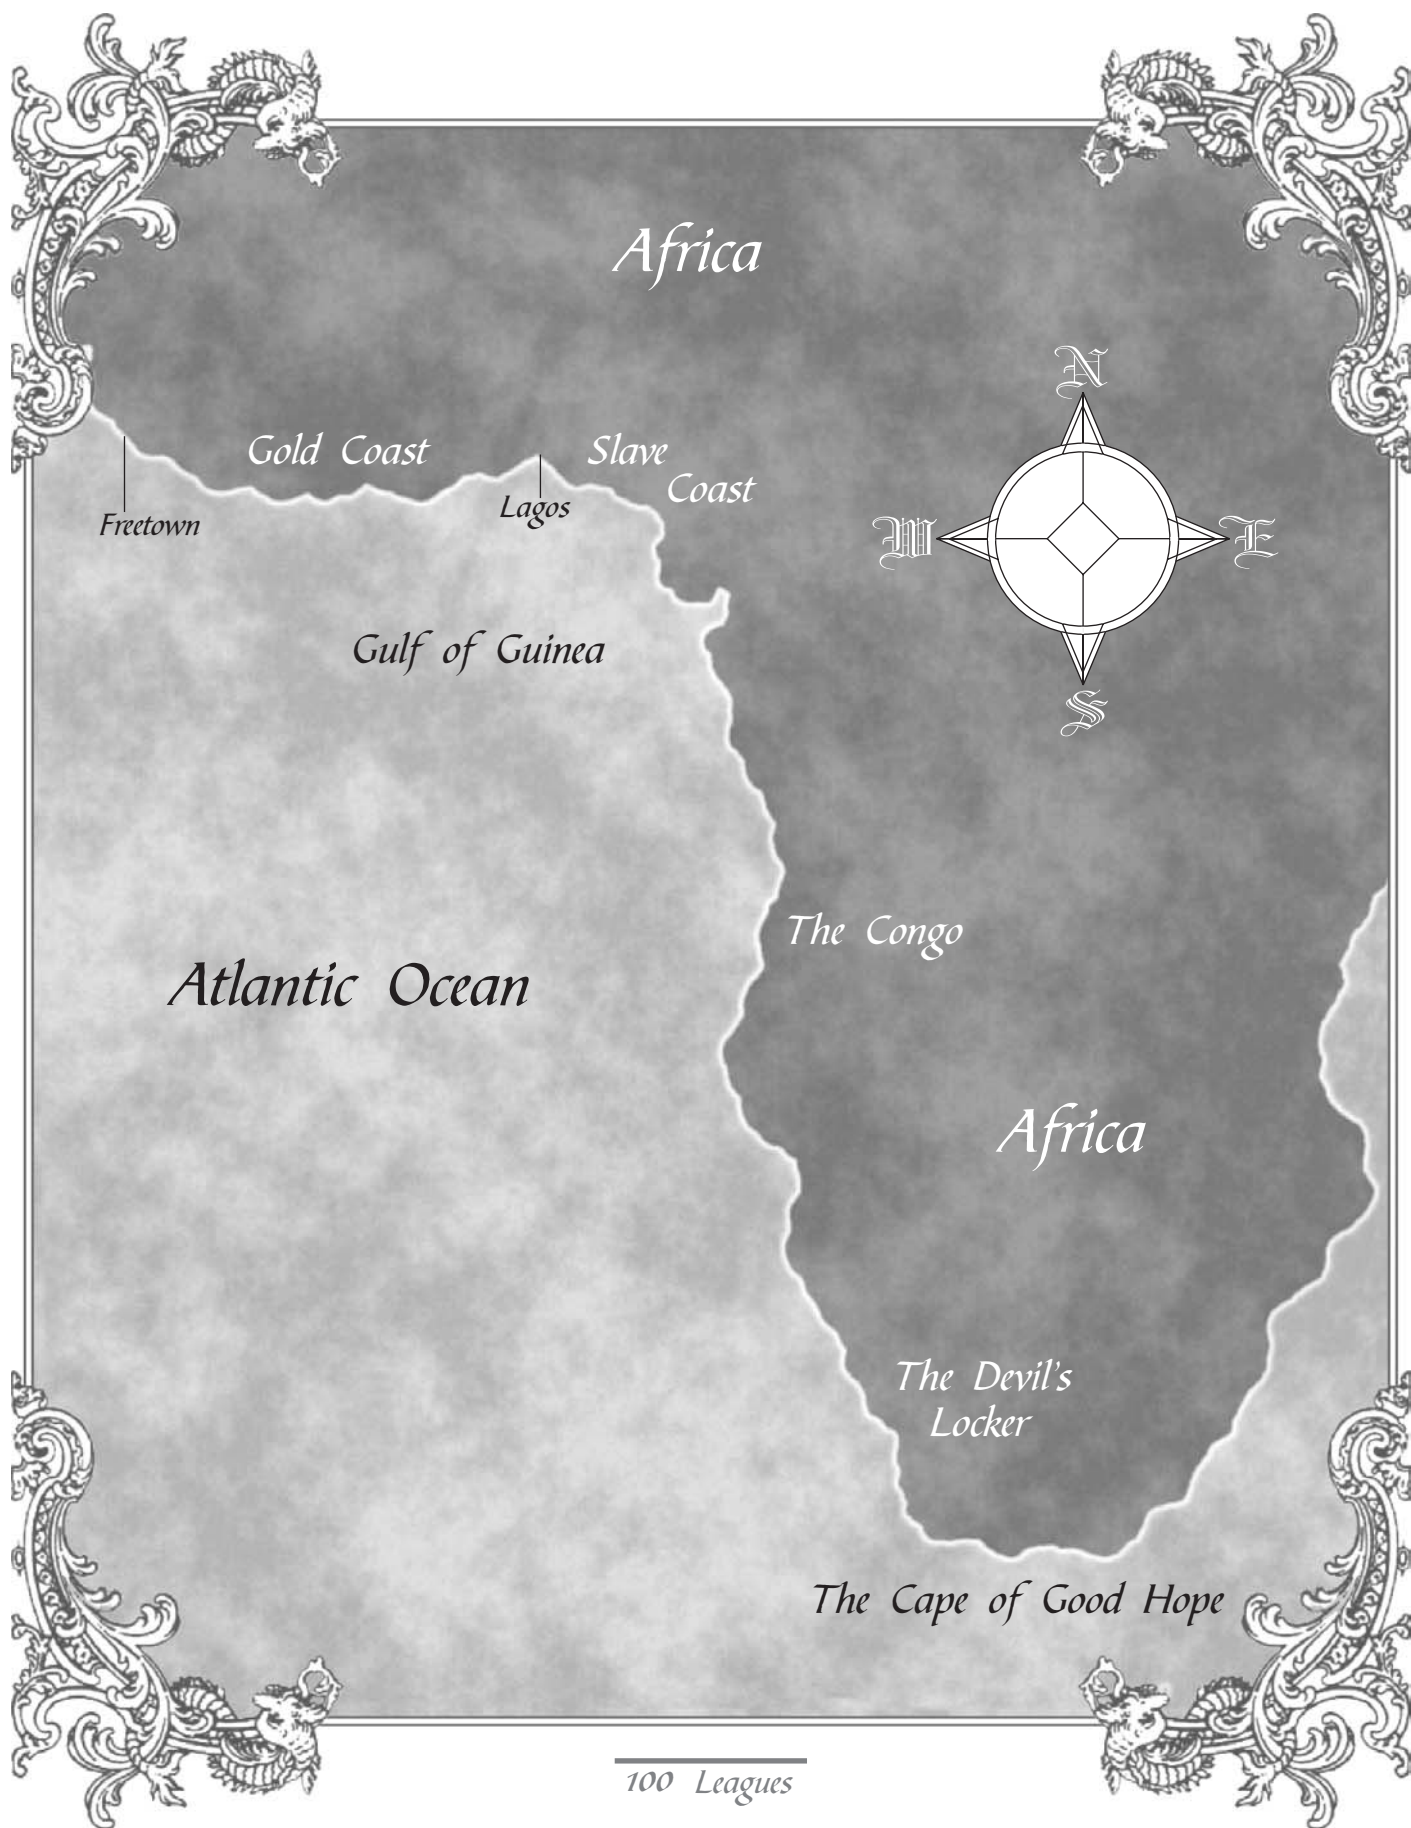 Africa
N
Gold Coast
Slave
Coast
Lagos
Freetown
W
E
Gulf of Guinea
S
The Congo
Atlantic Ocean
Africa
The Devil's
Locker
The Cape of Good Hope
100 Leagues